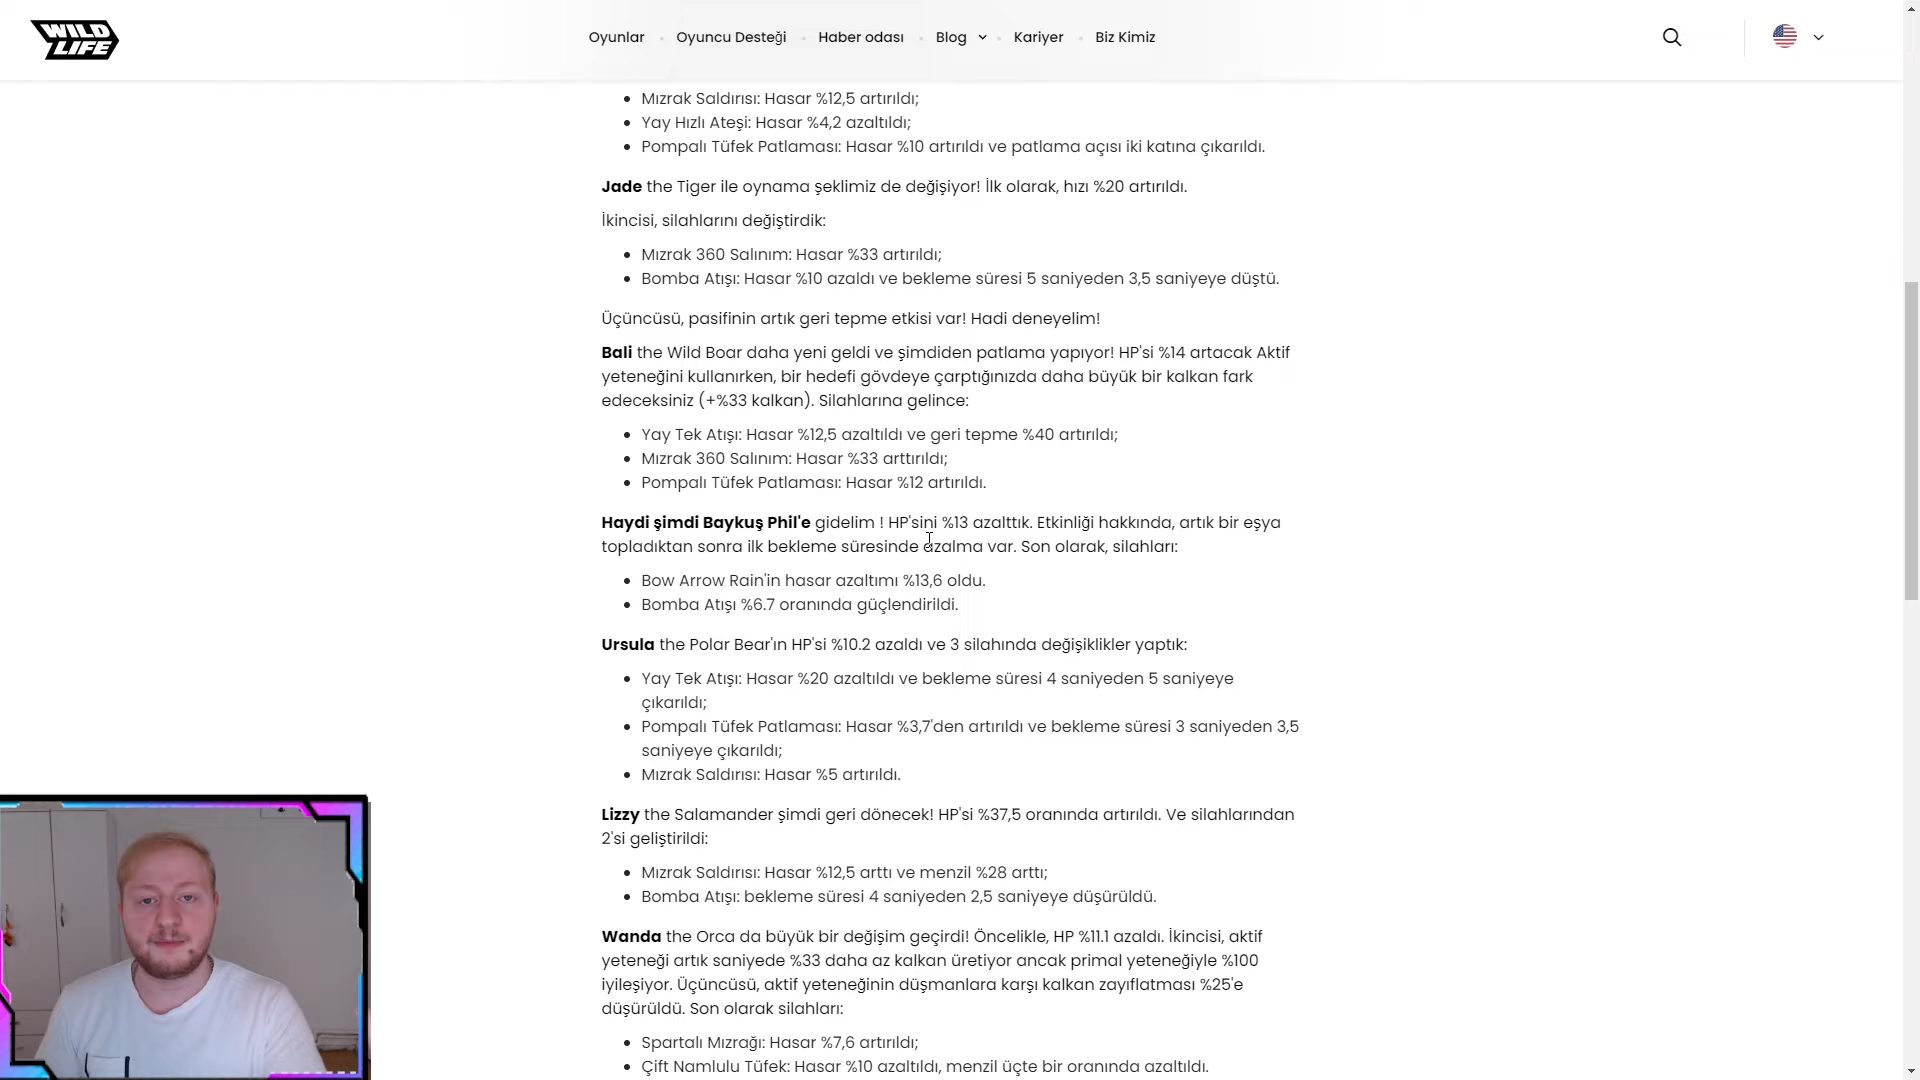 WILD
LIFE
Oyunlar
Oyuncu Desteği
Haber odası
Blog
Kariyer
Biz Kimiz
Mızrak Saldırısı: Hasar %12,5 artırıldı;
Yay Hızlı Ateşi: Hasar %4,2 azaltıldı;
Pompalı Tüfek Patlaması: Hasar %10 artırıldı ve patlama açısı iki katına çıkarıldı.
Jade the Tiger ile oynama şeklimiz de değişiyor! İlk olarak, hızı %20 artırıldı.
İkincisi, silahlarını değiştirdik:
Mızrak 360 Salınım: Hasar %33 artırıldı;
Bomba Atışı: Hasar %10 azaldı ve bekleme süresi 5 saniyeden 3,5 saniyeye düştü.
Üçüncüsü, pasifinin artık geri tepme etkisi var! Hadi deneyelim!
Bali the Wild Boar daha yeni geldi ve şimdiden patlama yapıyor! HP'si %14 artacak Aktif
yeteneğini kullanırken, bir hedefi gövdeye çarptığınızda daha büyük bir kalkan fark
edeceksiniz (+%33 kalkan). Silahlarına gelince:
Yay Tek Atışı: Hasar %12,5 azaltıldı ve geri tepme %40 artırıldı;
Mızrak 360 Salınım: Hasar %33 arttırıldı;
Pompalı Tüfek Patlaması: Hasar %12 artırıldı.
Haydi şimdi Baykuş Phil'e gidelim ! HP'sini %13 azalttık. Etkinliği hakkında, artık bir eşya
topladıktan sonra ilk bekleme süresinde azalma var. Son olarak, silahları:
Bow Arrow Rain'in hasar azaltımı %13,6 oldu.
Bomba Atışı %6.7 oranında güçlendirildi.
Ursula the Polar Bear'ın HP'si %10.2 azaldı ve 3 silahında değişiklikler yaptık:
Yay Tek Atışı: Hasar %20 azaltıldı ve bekleme süresi 4 saniyeden 5 saniyeye
çıkarıldı;
Pompalı Tüfek Patlaması: Hasar %3,7'den artırıldı ve bekleme süresi 3 saniyeden 3,5
saniyeye çıkarıldı;
Mızrak Saldırısı: Hasar %5 artırıldı.
Lizzy the Salamander şimdi geri dönecek! HP'si %37,5 oranında artırıldı. Ve silahlarından
2'si geliştirildi:
Mızrak Saldırısı: Hasar %12,5 arttı ve menzil %28 arttı;
Bomba Atışı: bekleme süresi 4 saniyeden 2,5 saniyeye düşürüldü.
Wanda the Orca da büyük bir değişim geçirdi! Öncelikle, HP %11.1 azaldı. İkincisi, aktif
yeteneği artık saniyede %33 daha az kalkan üretiyor ancak primal yeteneğiyle %100
iyileşiyor. Üçüncüsü, aktif yeteneğinin düşmanlara karşı kalkan zayıflatması %25'e
düşürüldü. Son olarak silahları:
Spartalı Mızrağı: Hasar %7,6 artırıldı;
Çift Namlulu Tüfek: Hasar %10 azaltıldı, menzil üçte bir oranında azaltıldı.